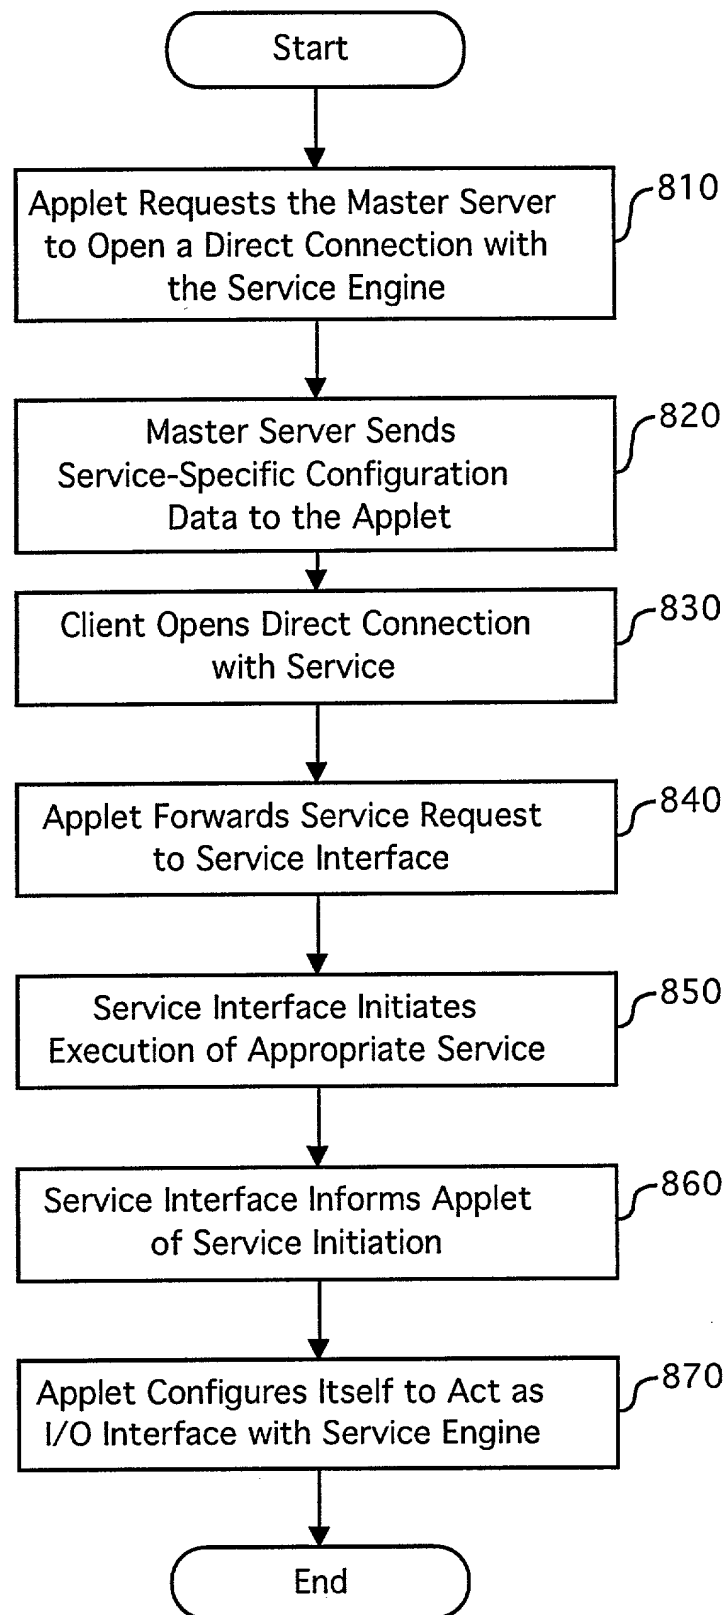 Start
Applet Requests the Master Server
to Open a Direct Connection with
the Service Engine
810
Master Server Sends
Service-Specific Configuration
Data to the Applet
820
Client Opens Direct Connection
with Service
830
Applet Forwards Service Request
to Service Interface
840
Service Interface Initiates
Execution of Appropriate Service
850
Service Interface Informs Applet
of Service Initiation
860
Applet Configures Itself to Act as
I/O Interface with Service Engine
870
End